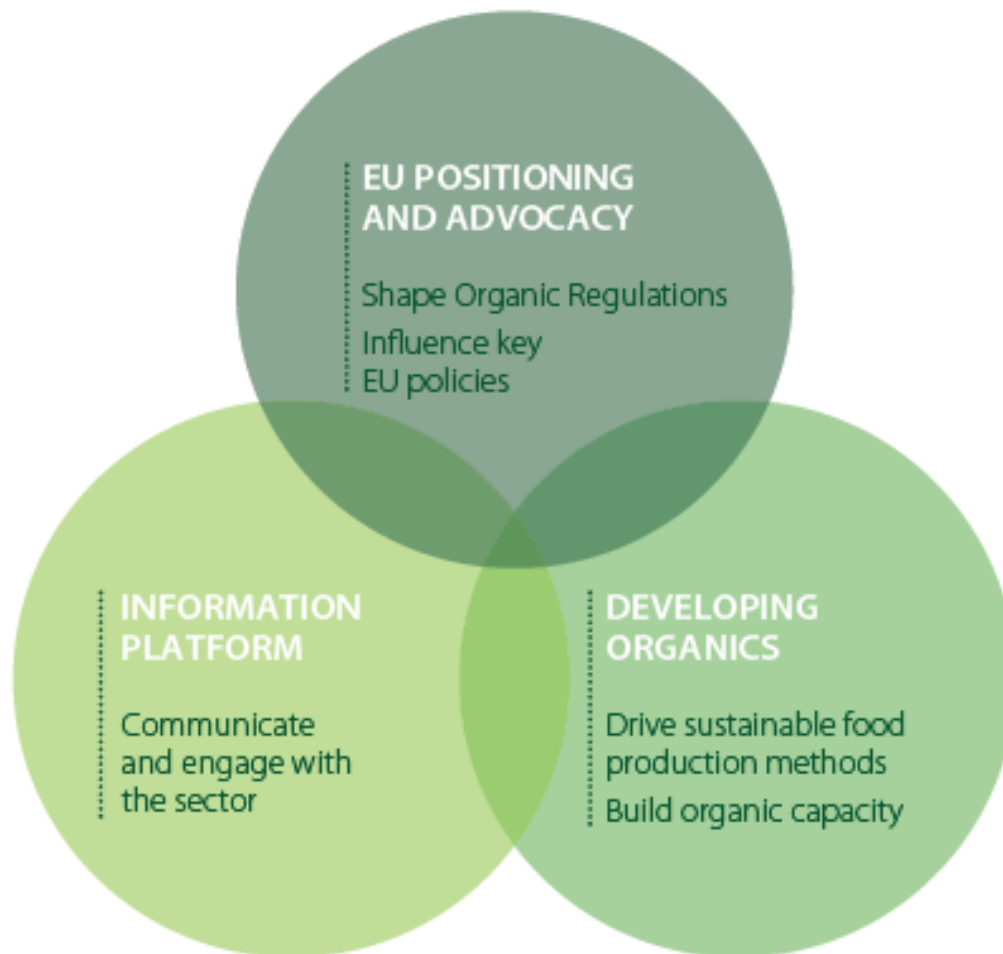 EU POSITIONING
AND ADVOCACY
Shape Organic Regulations
Influence key
EU policies
INFORMATION
PLATFORM
Communicate
and engage with
the sector
DEVELOPING
ORGANICS
Drive sustainable food
production methods
Build organic capacity